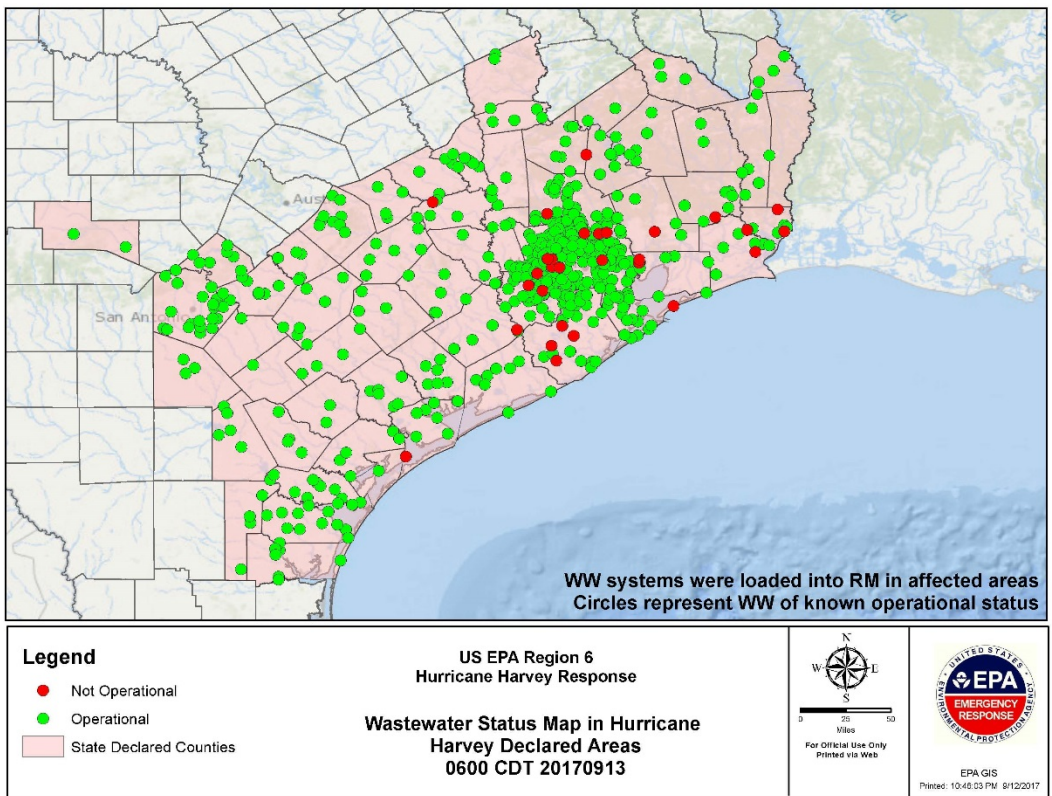 Austin
San Antonio
WW systems were loaded into RM in affected areas
Circles represent WW of known operational status
Legend
Not Operational
Operational
State Declared Counties
US EPA Region 6
Hurricane Harvey Response
Wastewater Status Map in Hurricane
Harvey Declared Areas
0600 CDT 20170913
N
W E
S
0 25 50
Miles
For Official Use Only
Printed via Web
UNITED STATES
EPA
EMERGENCY
RESPONSE
ENVIRONMENTAL PROTECTION AGENCY
EPA GIS
Printed: 10:46:03 PM 9/12/2017